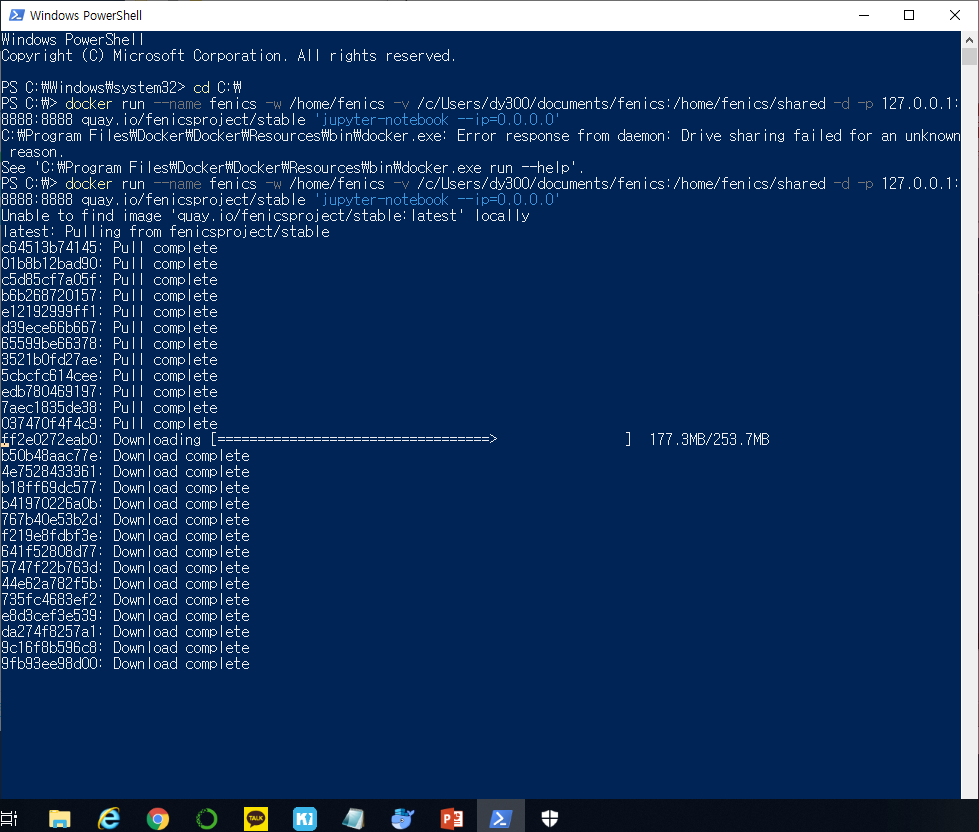 Windows PowerShell
Windows PowerShell
Copyright (C) Microsoft Corporation. All rights reserved.
PS C:₩Windows₩system32> cd C:₩
PS C:₩> docker run --name fenics -w /home/fenics -v /c/Users/dy300/documents/fenics:/home/fenics/shared -d -p 127.0.0.1:
8888:8888 quay.io/fenicsproject/stable 'jupyter-notebook --ip=0.0.0.0'
C:₩Program Files₩Docker₩Docker₩Resources₩bin₩docker.exe: Error response from daemon: Drive sharing failed for an unknown
reason.
See 'C:₩Program Files₩Docker₩Docker₩Resources₩bin₩docker.exe run --help'.
PS C:₩> docker run --name fenics -w /home/fenics -v /c/Users/dy300/documents/fenics:/home/fenics/shared -d -p 127.0.0.1:
8888:8888 quay.io/fenicsproject/stable 'jupyter-notebook --ip=0.0.0.0'
Unable to find image 'quay.io/fenicsproject/stable:latest' locally
latest: Pulling from fenicsproject/stable
c64513b74145: Pull complete
01b8b12bad90: Pull complete
c5d85cf7a05f: Pull complete
b6b268720157: Pull complete
e12192999ff1: Pull complete
d39ece66b667: Pull complete
65599be66378: Pull complete
3521b0fd27ae: Pull complete
5cbcfc614cee: Pull complete
edb780469197: Pull complete
7aec1835de38: Pull complete
037470f4f4c9: Pull complete
ff2e0272eab0: Downloading [==================================>                ]  177.3MB/253.7MB
b50b48aac77e: Download complete
4e7528433361: Download complete
b18ff69dc577: Download complete
b41970226a0b: Download complete
767b40e53b2d: Download complete
f219e8fdbf3e: Download complete
641f52808d77: Download complete
5747f22b763d: Download complete
44e62a782f5b: Download complete
735fc4683ef2: Download complete
e8d3cef3e539: Download complete
da274f8257a1: Download complete
9c16f8b596c8: Download complete
9fb93ee98d00: Download complete
TALK